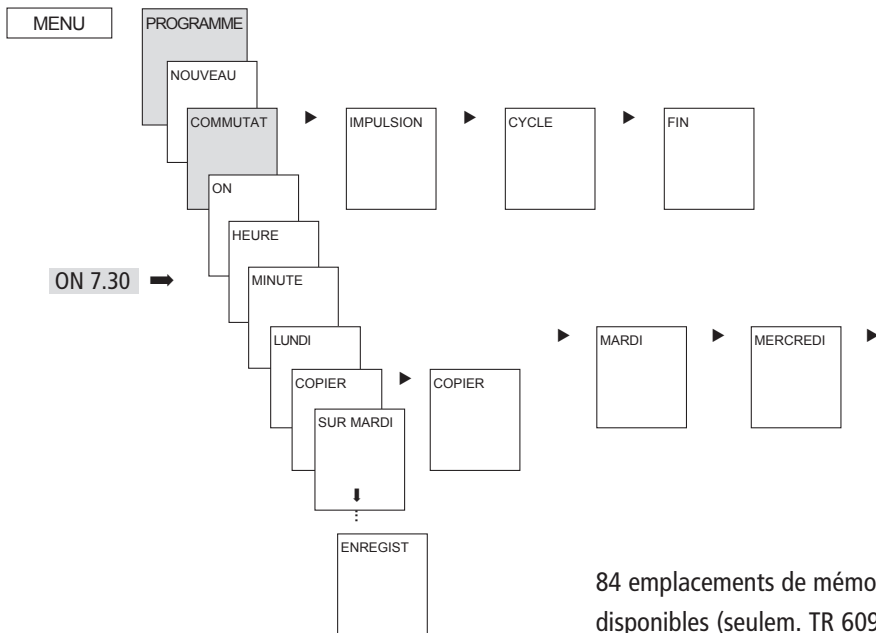 MENU
PROGRAMME
NOUVEAU
COMMUTAT ► IMPULSION ► CYCLE ► FIN
ON
HEURE
ON 7.30 ➡ MINUTE
LUNDI ► MARDI ► MERCREDI ►
COPIER ► COPIER
SUR MARDI
ENREGIST
84 emplacements de mémo
disponibles (seulem. TR 609